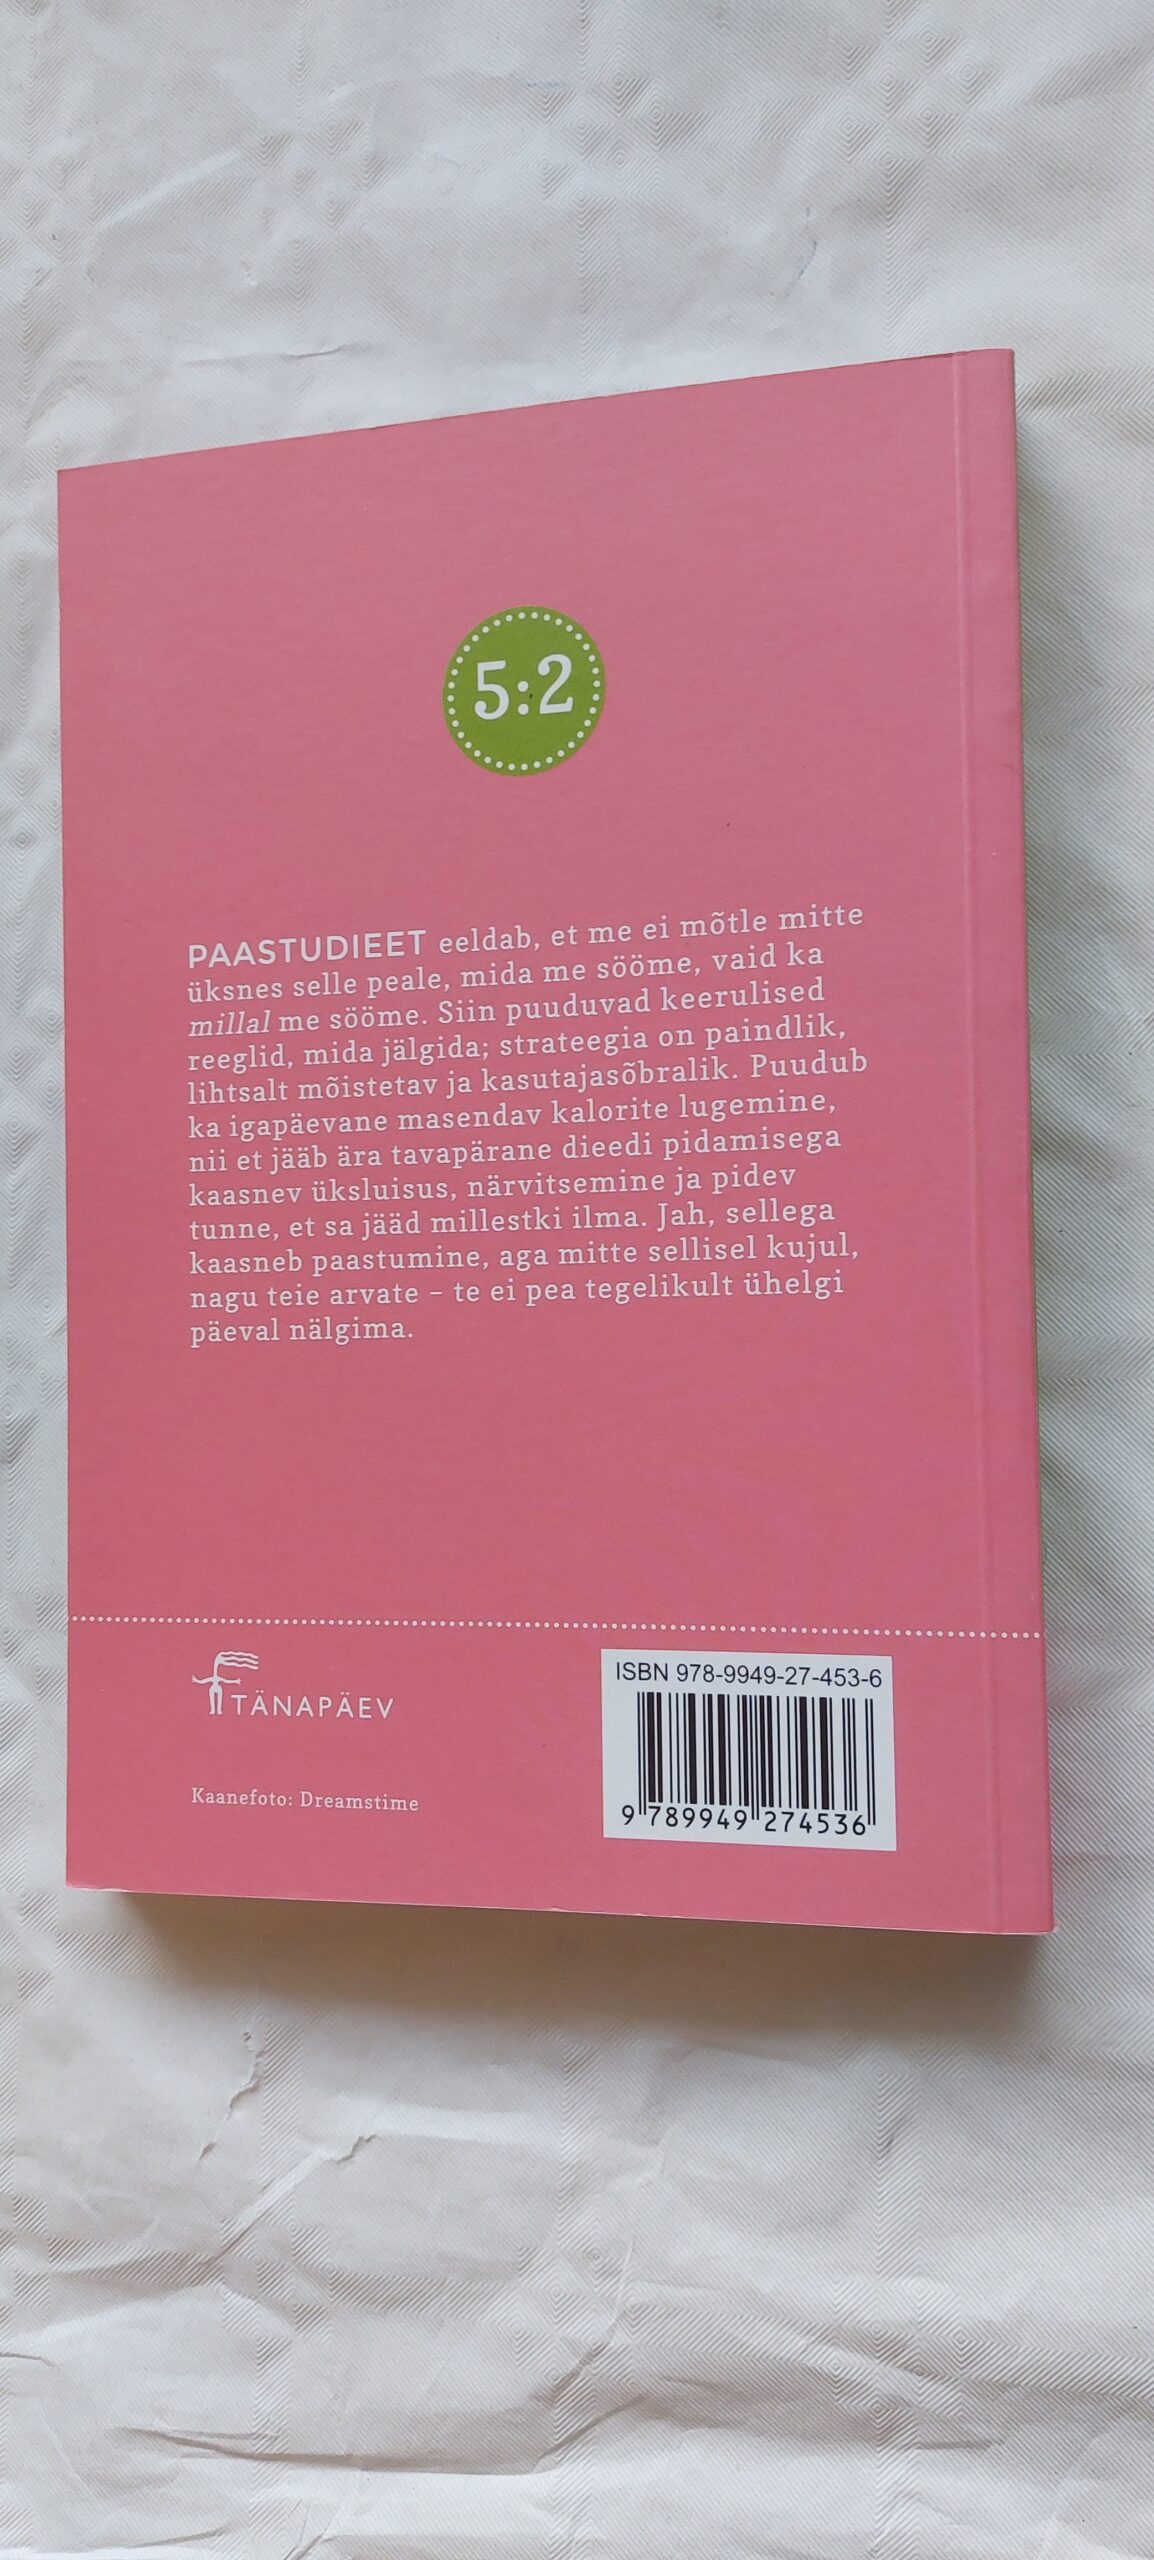 5:2
PAASTUDIEET eeldab, et me ei mõtle mitte
üksnes selle peale, mida me sööme, vaid ka
millal me sööme. Siin puuduvad keerulised
reeglid, mida jälgida; strateegia on paindlik,
lihtsalt mõistetav ja kasutajasõbralik. Puudub
ka igapäevane masendav kalorite lugemine,
nii et jääb ära tavapärane dieedi pidamisega
kaasnev üksluisus, närvitsemine ja pidev
tunne, et sa jääd millestki ilma. Jah, sellega
kaasneb paastumine, aga mitte sellisel kujul,
nagu teie arvate – te ei pea tegelikult ühelgi
päeval nälgima.
TÄNAPÄEV
Kaanefoto: Dreamstime
ISBN 978-9949-27-453-6
9 789949 274536